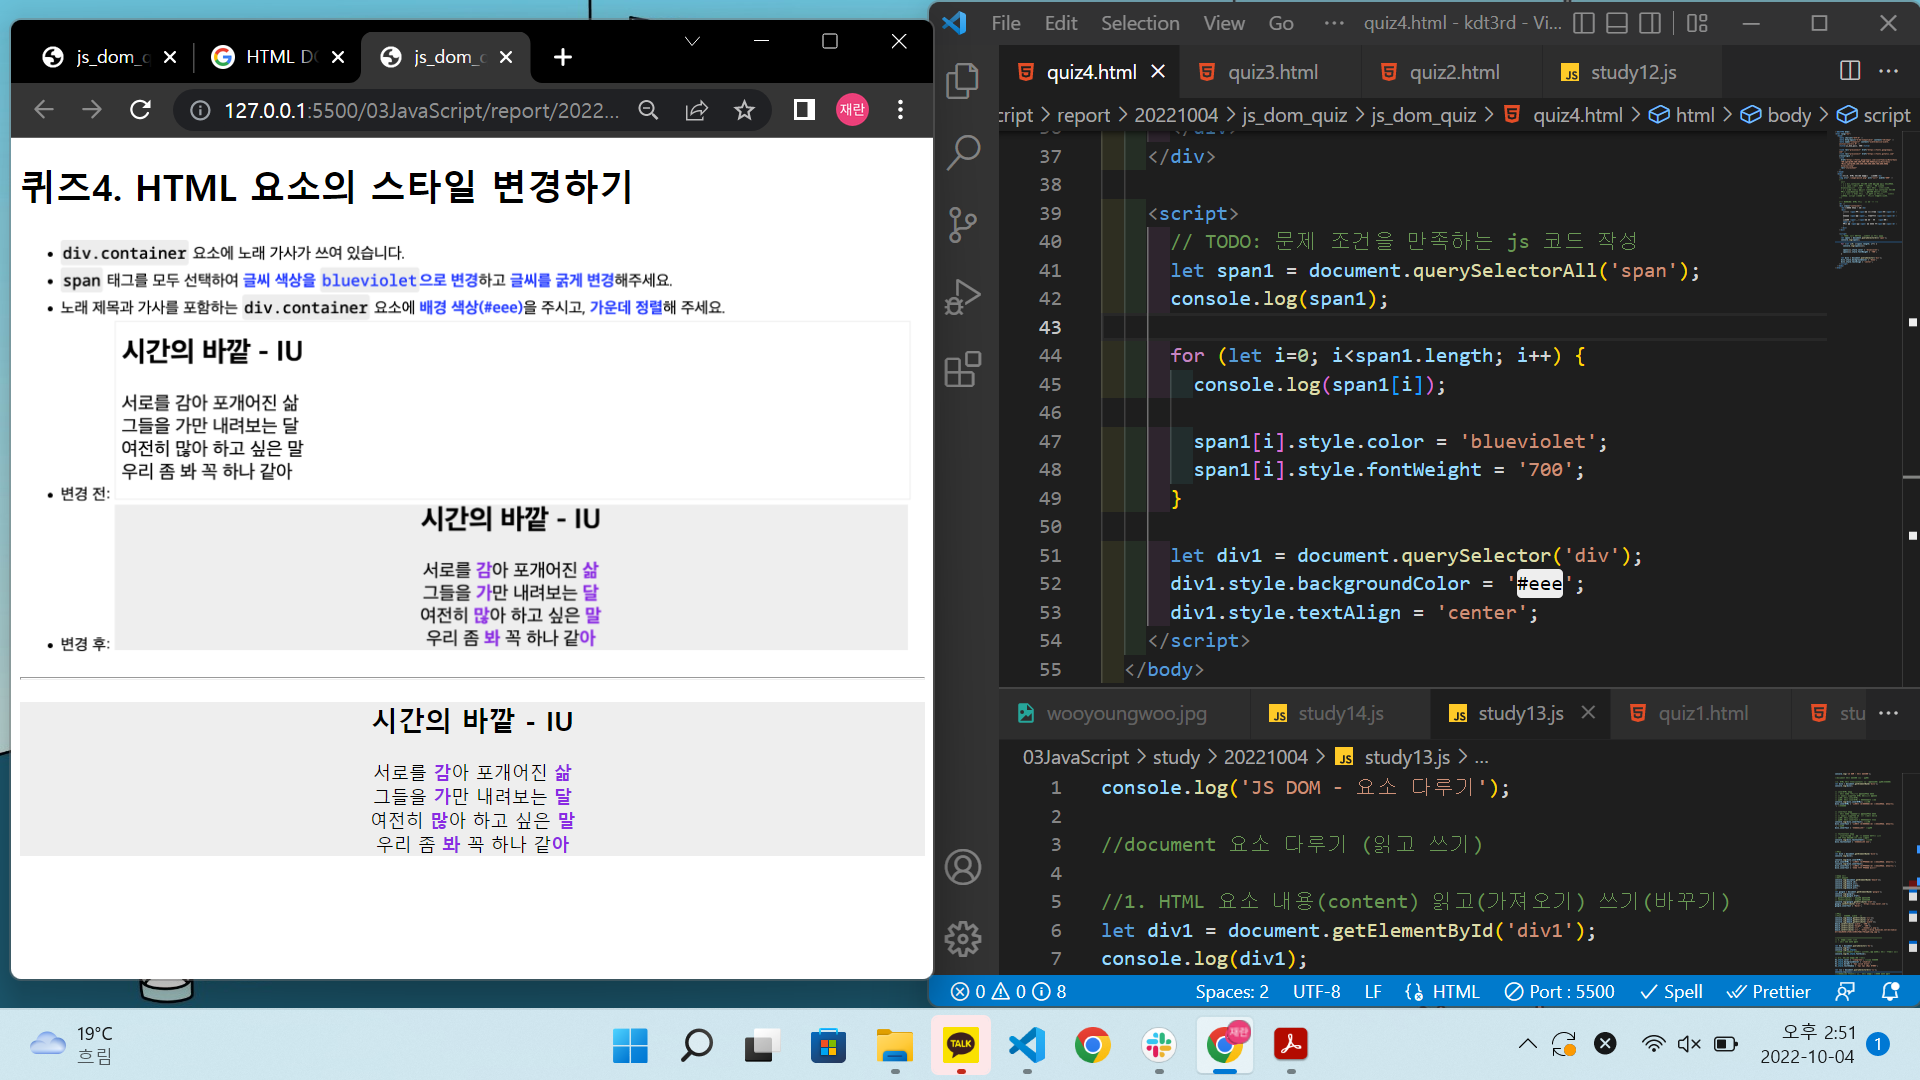 js_dom_q
HTML D
js_dom_
127.0.0.1:5500/03JavaScript/report/2022...
재란
퀴즈4. HTML 요소의 스타일 변경하기
div.container 요소에 노래 가사가 쓰여 있습니다.
span 태그를 모두 선택하여 글씨 색상을 blueviolet으로 변경하고 글씨를 굵게 변경해주세요.
노래 제목과 가사를 포함하는 div.container 요소에 배경 색상(#eee)을 주시고, 가운데 정렬해 주세요.
시간의 바깥 - IU
서로를 감아 포개어진 삶
그들을 가만 내려보는 달
여전히 많아 하고 싶은 말
우리 좀 봐 꼭 하나 같아
변경 전:
시간의 바깥 - IU
서로를 감아 포개어진 삶
그들을 가만 내려보는 달
여전히 많아 하고 싶은 말
우리 좀 봐 꼭 하나 같아
변경 후:
시간의 바깥 - IU
서로를 감아 포개어진 삶
그들을 가만 내려보는 달
여전히 많아 하고 싶은 말
우리 좀 봐 꼭 하나 같아
File Edit Selection View Go ··· quiz4.html - kdt3rd - Vi...
quiz4.html quiz3.html quiz2.html study12.js
cript > report > 20221004 > js_dom_quiz > js_dom_quiz > quiz4.html > html > body > script
37 </div>
38
39 <script>
40 // TODO: 문제 조건을 만족하는 js 코드 작성
41 let span1 = document.querySelectorAll('span');
42 console.log(span1);
43
44 for (let i=0; i<span1.length; i++) {
45 console.log(span1[i]);
46
47 span1[i].style.color = 'blueviolet';
48 span1[i].style.fontWeight = '700';
49 }
50
51 let div1 = document.querySelector('div');
52 div1.style.backgroundColor = '#eee';
53 div1.style.textAlign = 'center';
54 </script>
55 </body>
wooyoungwoo.jpg study14.js study13.js quiz1.html stu
03JavaScript > study > 20221004 > study13.js > ...
1 console.log('JS DOM - 요소 다루기');
2
3 //document 요소 다루기 (읽고 쓰기)
4
5 //1. HTML 요소 내용(content) 읽고(가져오기) 쓰기(바꾸기)
6 let div1 = document.getElementById('div1');
7 console.log(div1);
0 0 8 Spaces: 2 UTF-8 LF HTML Port : 5500 Spell Prettier
19°C
흐림
TALK
재란
오후 2:51
2022-10-04
1